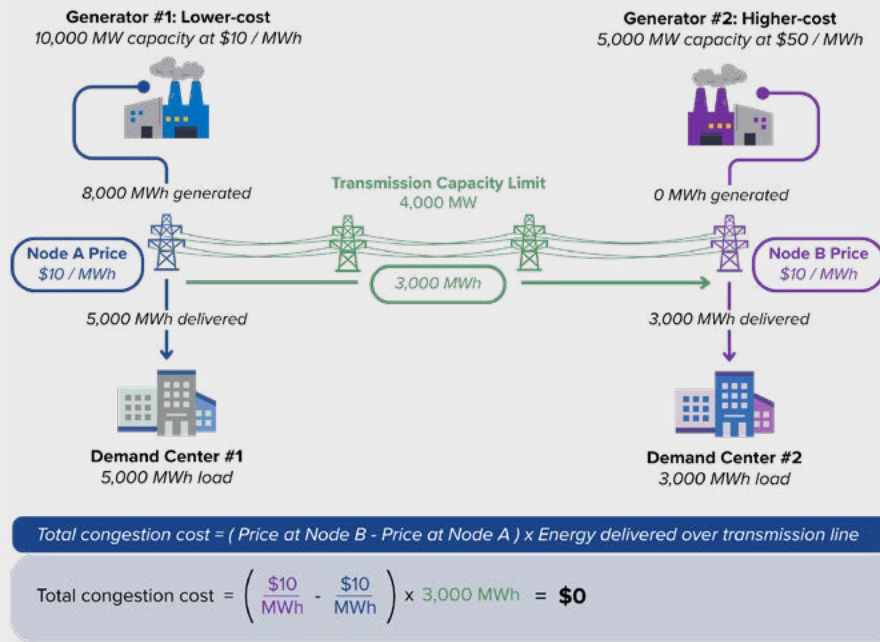 Generator #1: Lower-cost
10,000 MW capacity at $10 / MWh
Generator #2: Higher-cost
5,000 MW capacity at $50 / MWh
8,000 MWh generated
Transmission Capacity Limit
4,000 MW
0 MWh generated
Node A Price
$10 / MWh
3,000 MWh
Node B Price
$10 / MWh
5,000 MWh delivered
3,000 MWh delivered
Demand Center #1
5,000 MWh load
Demand Center #2
3,000 MWh load
Total congestion cost = ( Price at Node B - Price at Node A ) x Energy delivered over transmission line
Total congestion cost = ( $10 / MWh - $10 / MWh ) x 3,000 MWh = $0